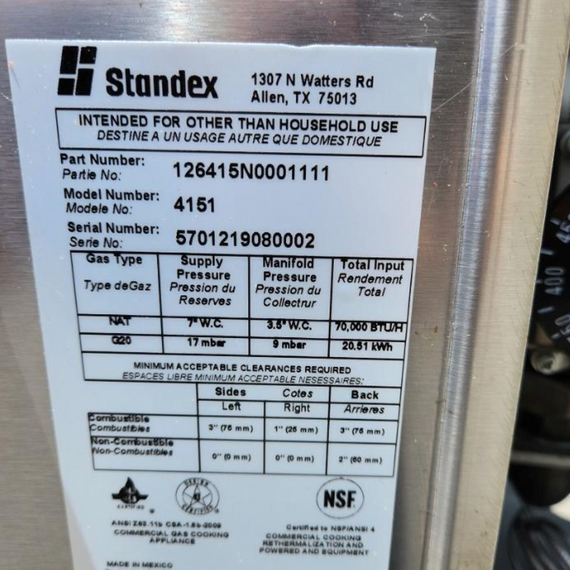 Standex
1307 N Watters Rd
Allen, TX 75013
INTENDED FOR OTHER THAN HOUSEHOLD USE
DESTINE A UN USAGE AUTRE QUE DOMESTIQUE
Part Number: 126415N0001111
Partie No:
Model Number: 4151
Modele No:
Serial Number: 5701219080002
Serie No:
Gas Type Supply Pressure Manifold Pressure Total Input
Type deGaz Pression du Reserves Pression du Collectrur Rendement Total
NAT 7" W.C. 3.5" W.C. 70,000 BTU/H
G20 17 mbar 9 mbar 20.51 kWh
MINIMUM ACCEPTABLE CLEARANCES REQUIRED
ESPACES LIBRE MINIMUM ACCEPTABLE NESESSAIRES:
Sides Cotes Back
Left Right Arrieres
Combustible 3" (76 mm) 1" (25 mm) 3" (76 mm)
Combustibles
Non-Combustible 0" (0 mm) 0" (0 mm) 2" (60 mm)
Non-Combustibles
NSF
COMMERCIAL GAS COOKING
APPLIANCE
Certified to NSF/ANSI 4
COMMERCIAL COOKING
RETHERMALIZATION AND
POWERED AND EQUIPMENT
MADE IN MEXICO
400